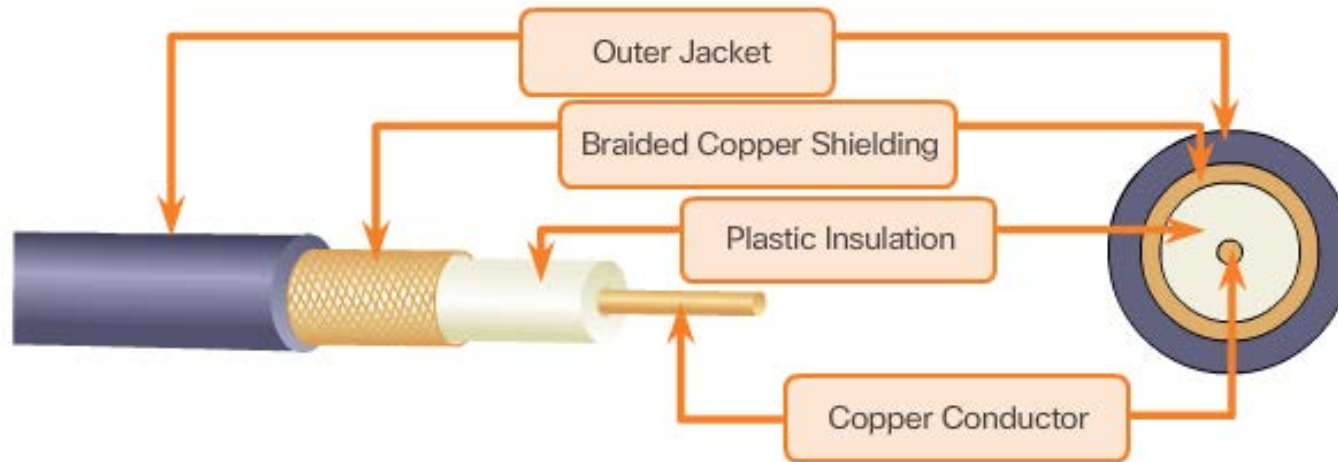 Outer Jacket
Braided Copper Shielding
Plastic Insulation
Copper Conductor